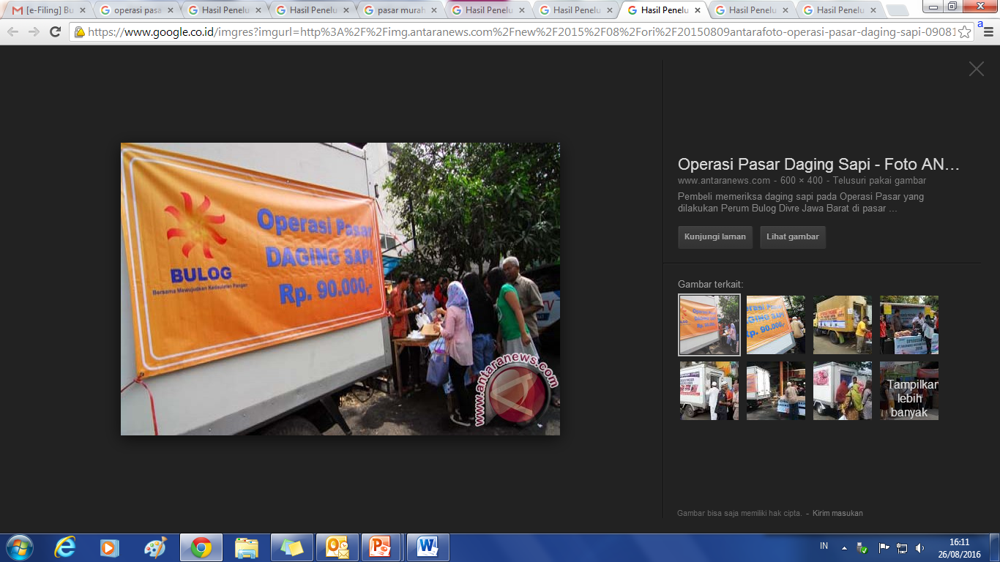 [e-Filing] Bu
operasi pasa
Hasil Penelu
Hasil Penelu
pasar murah
Hasil Penelu
Hasil Penelu
Hasil Penelu
Hasil Penelu
Hasil Penelu
https://www.google.co.id/imgres?imgurl=http%3A%2F%2Fimg.antaranews.com%2Fnew%2F2015%2F08%2Fori%2F20150809antarafoto-operasi-pasar-daging-sapi-09081
a
BULOG
Bersama Mewujudkan Kedaulatan Pangan
Operasi Pasar
DAGING SAPI
Rp. 90.000,-
www.antaranews.com
Operasi Pasar Daging Sapi - Foto AN...
www.antaranews.com - 600 × 400 - Telusuri pakai gambar
Pembeli memeriksa daging sapi pada Operasi Pasar yang
dilakukan Perum Bulog Divre Jawa Barat di pasar ...
Kunjungi laman
Lihat gambar
Gambar terkait:
Tampilkan
lebih
banyak
Gambar bisa saja memiliki hak cipta. - Kirim masukan
IN
16:11
26/08/2016